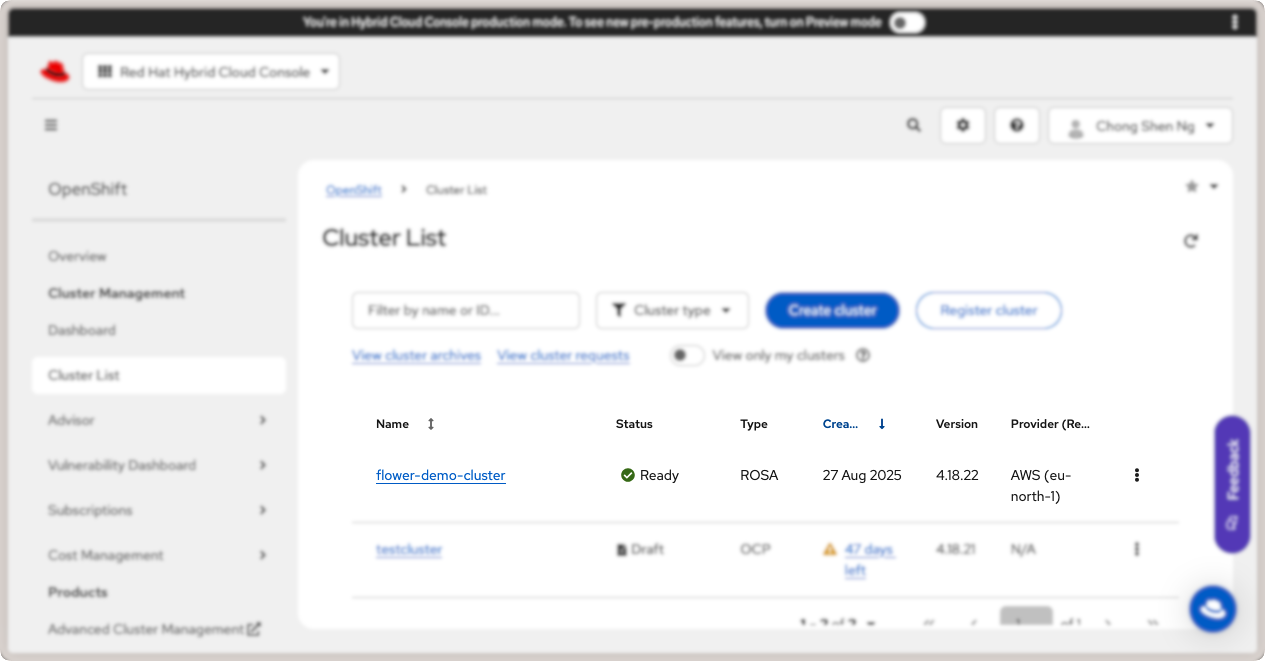 You're in Hybrid Cloud Console production mode. To see new pre-production features, turn on Preview mode
Red Hat Hybrid Cloud Console
Chong Shen Ng
OpenShift
Overview
Cluster Management
Dashboard
Cluster List
Advisor
Vulnerability Dashboard
Subscriptions
Cost Management
Products
Advanced Cluster Management
OpenShift
Cluster List
Cluster List
Filter by name or ID...
Cluster type
Create cluster
Register cluster
View cluster archives
View cluster requests
View only my clusters
Name Status Type Crea... Version Provider (Re...
flower-demo-cluster Ready ROSA 27 Aug 2025 4.18.22 AWS (eu-
north-1)
testcluster Draft OCP 47 days 4.18.21 N/A
left
Feedback